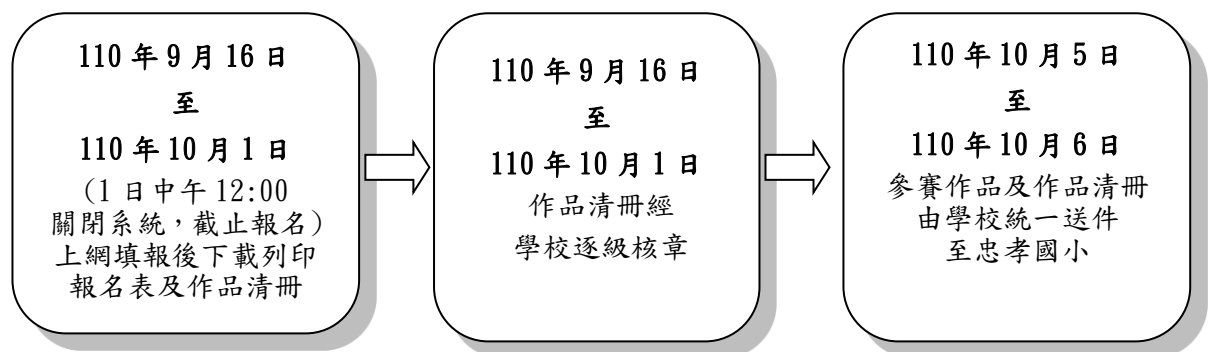 110 年 9 月 16 日
至
110 年 10 月 1 日
(1 日中午 12:00
關閉系統，截止報名)
上網填報後下載列印
報名表及作品清冊
110 年 9 月 16 日
至
110 年 10 月 1 日
作品清冊經
學校逐級核章
110 年 10 月 5 日
至
110 年 10 月 6 日
參賽作品及作品清冊
由學校統一送件
至忠孝國小